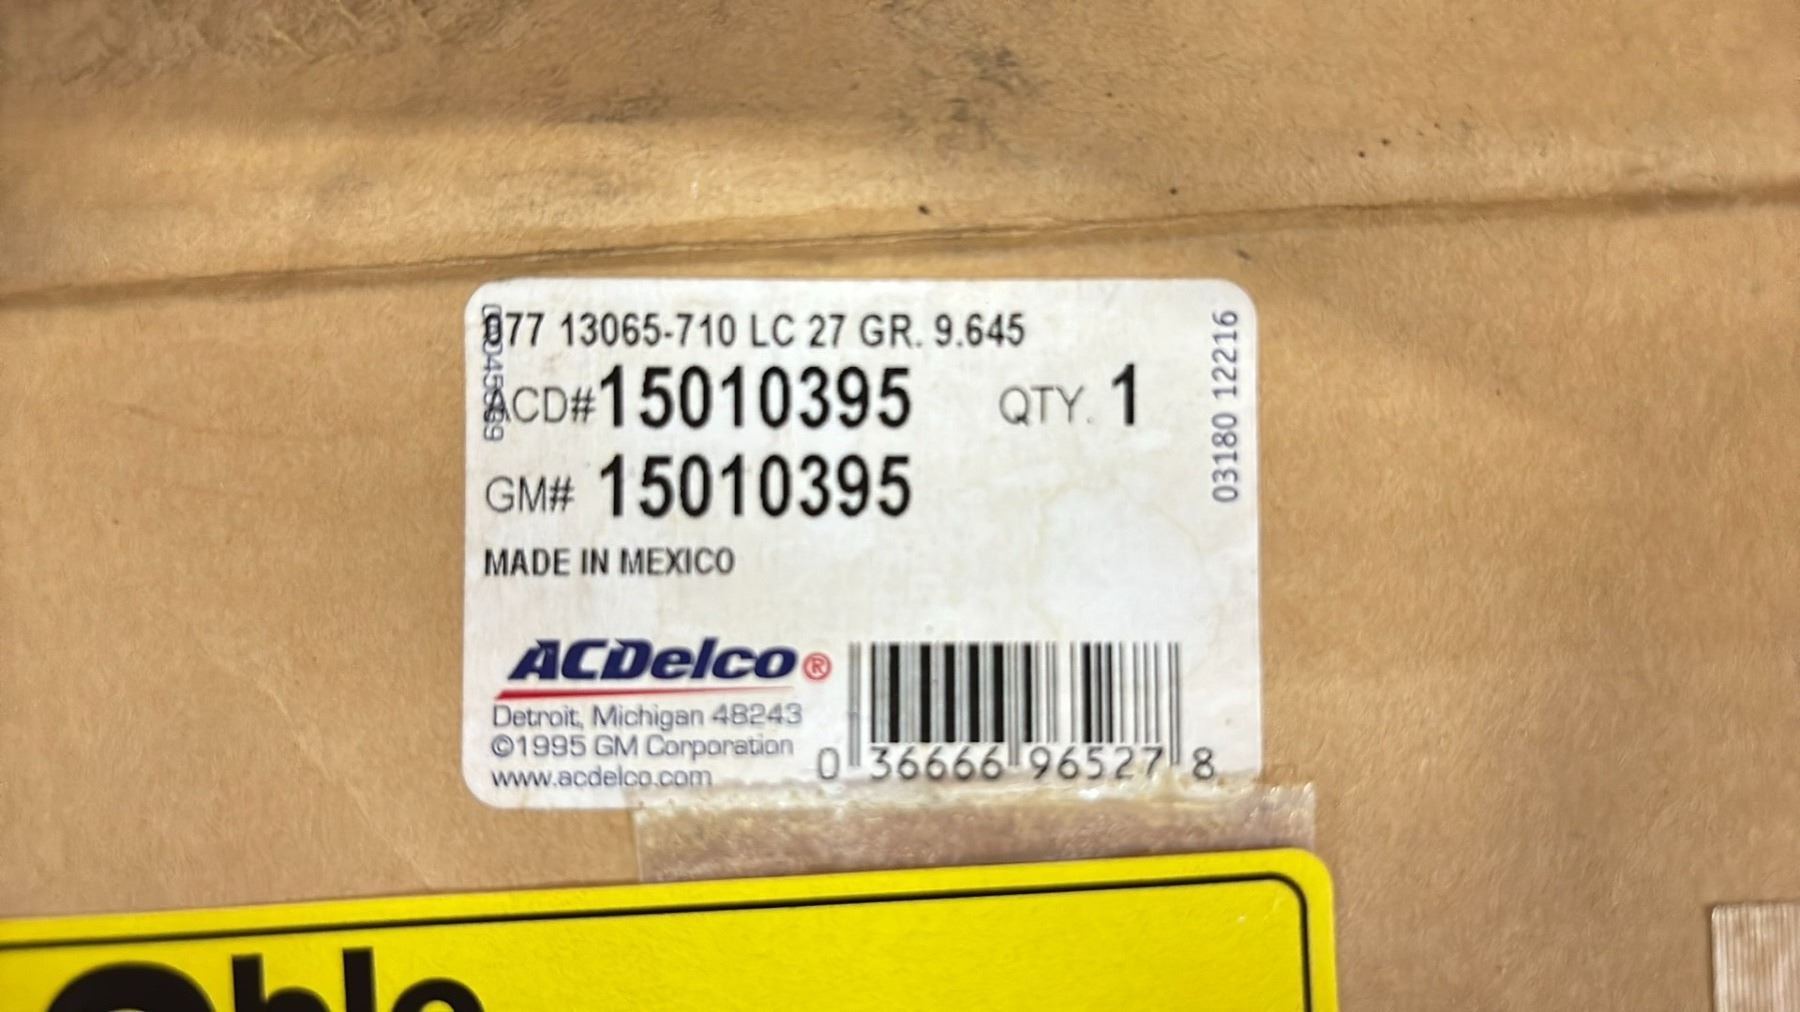 077 13065-710 LC 27 GR. 9.645
ACD# 15010395 QTY. 1
GM# 15010395
MADE IN MEXICO
03180 12216
ACDelco®
Detroit, Michigan 48243
©1995 GM Corporation
www.acdelco.com
0 36666 96527 8